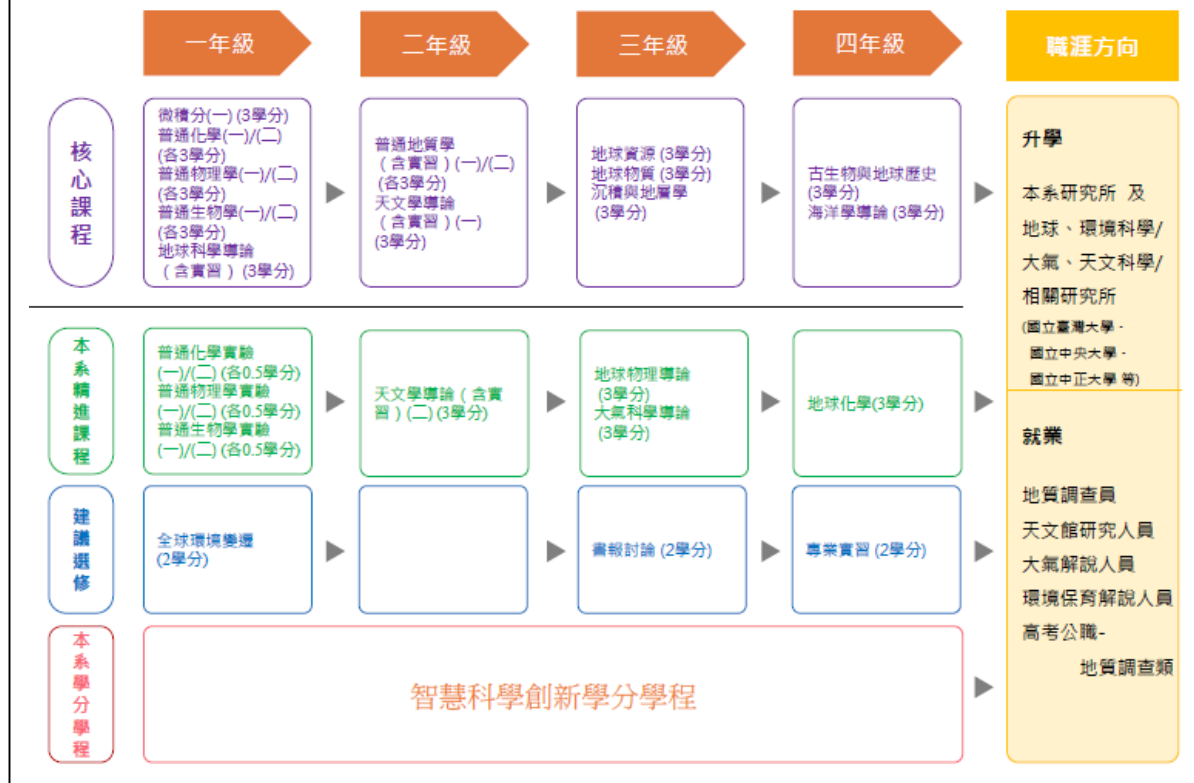 一年級
二年級
三年級
四年級
職涯方向
核
心
課
程
微積分(一) (3學分)
普通化學(一)/(二)
(各3學分)
普通物理學(一)/(二)
(各3學分)
普通生物學(一)/(二)
(各3學分)
地球科學導論
（含實習）(3學分)
普通地質學
（含實習）(一)/(二)
(各3學分)
天文學導論
（含實習）(一)
(3學分)
地球資源 (3學分)
地球物質 (3學分)
沉積與地層學
(3學分)
古生物與地球歷史
(3學分)
海洋學導論 (3學分)
本
系
精
進
課
程
普通化學實驗
(一)/(二) (各0.5學分)
普通物理學實驗
(一)/(二) (各0.5學分)
普通生物學實驗
(一)/(二) (各0.5學分)
天文學導論（含實
習）(二) (3學分)
地球物理導論
(3學分)
大氣科學導論
(3學分)
地球化學(3學分)
建
議
選
修
全球環境變遷
(2學分)
書報討論 (2學分)
專業實習 (2學分)
本
系
學
分
學
程
智慧科學創新學分學程
升學
本系研究所 及
地球、環境科學/
大氣、天文科學/
相關研究所
(國立臺灣大學 -
國立中央大學 -
國立中正大學 等)
就業
地質調查員
天文館研究人員
大氣解說人員
環境保育解說人員
高考公職-
地質調查類